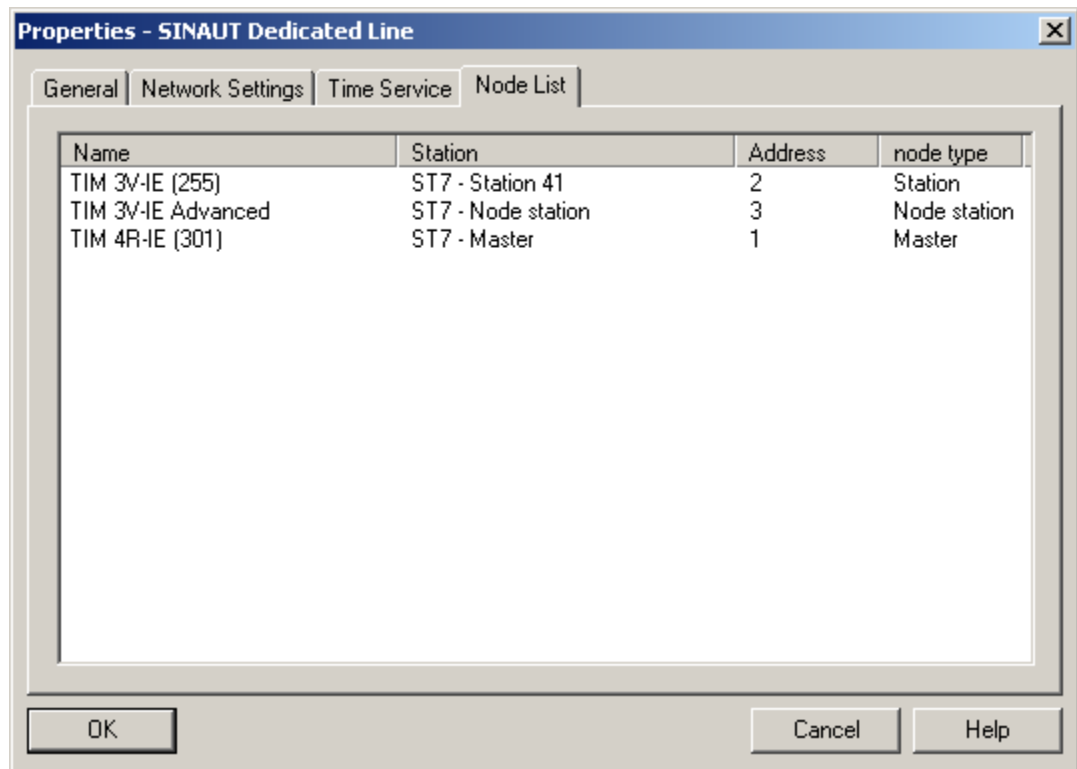 Properties - SINAUT Dedicated Line
General Network Settings Time Service Node List
Name Station Address node type
TIM 3V-IE (255) ST7 - Station 41 2 Station
TIM 3V-IE Advanced ST7 - Node station 3 Node station
TIM 4R-IE (301) ST7 - Master 1 Master
OK Cancel Help